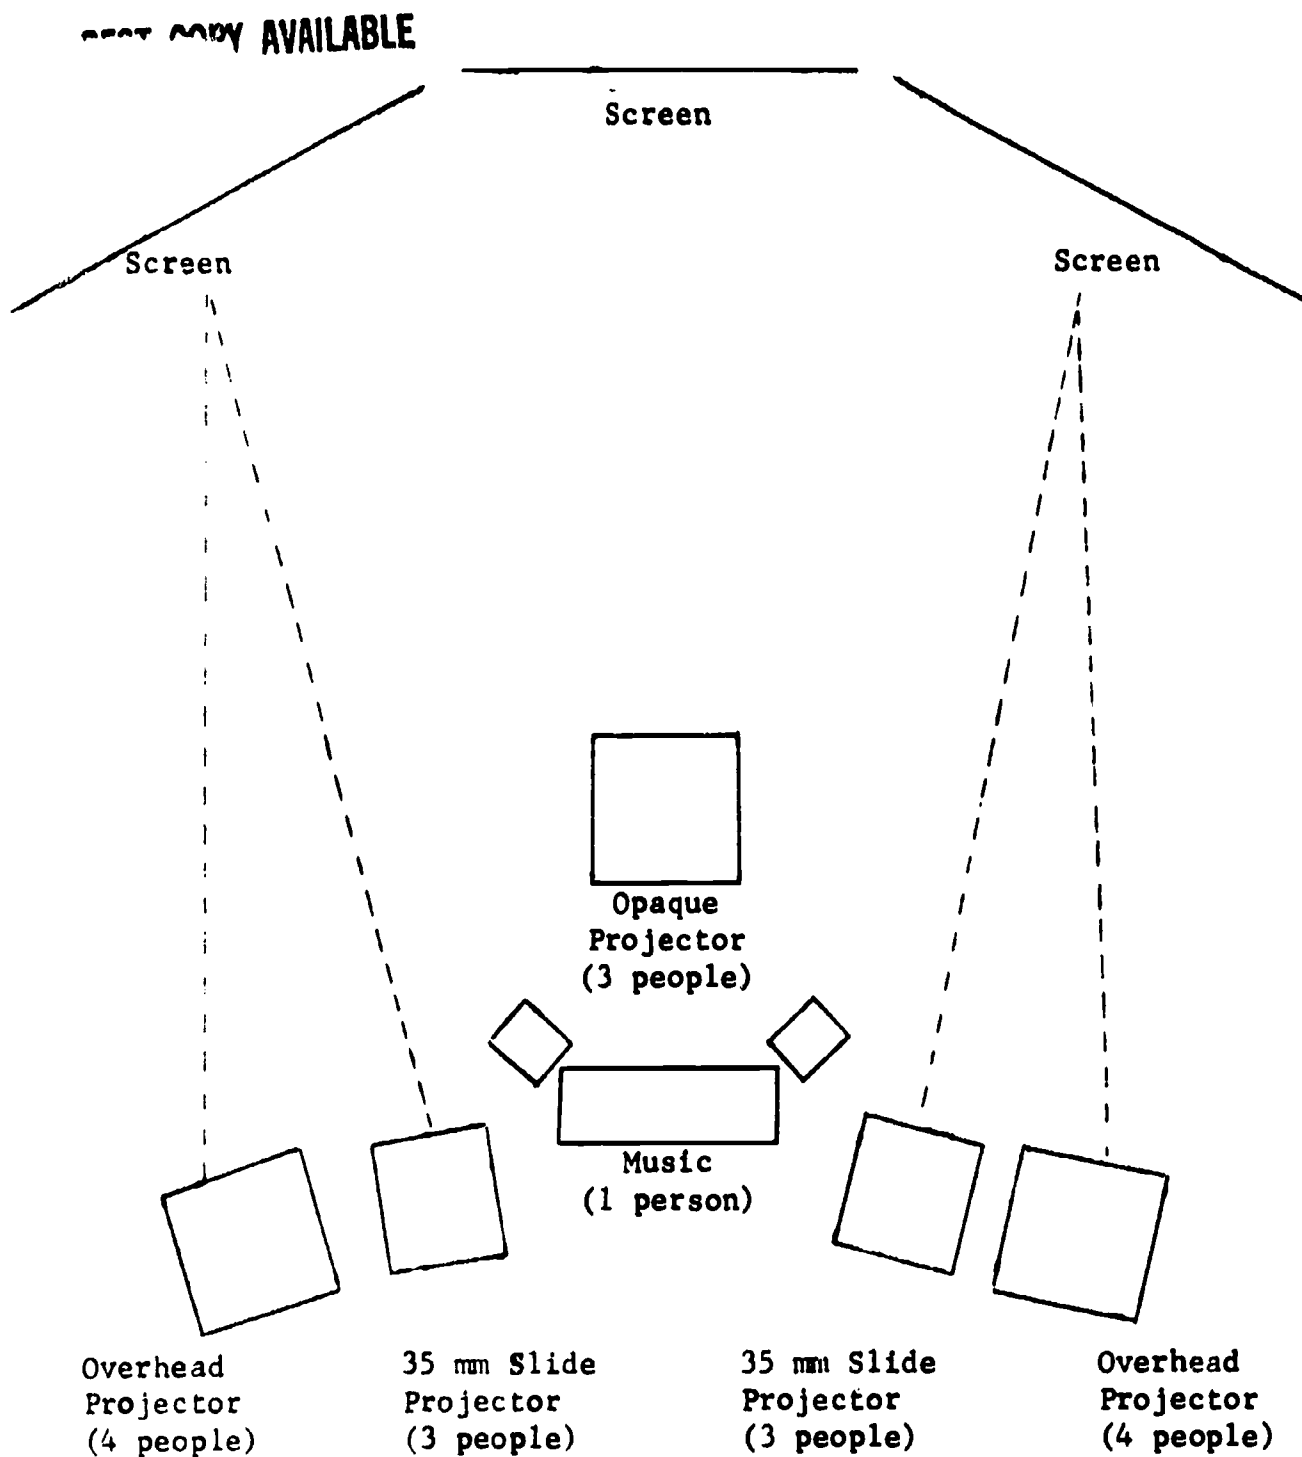 COPY AVAILABLE
Screen
Screen
Screen
Opaque
Projector
(3 people)
Music
(1 person)
Overhead
Projector
(4 people)
35 mm Slide
Projector
(3 people)
35 mm Slide
Projector
(3 people)
Overhead
Projector
(4 people)